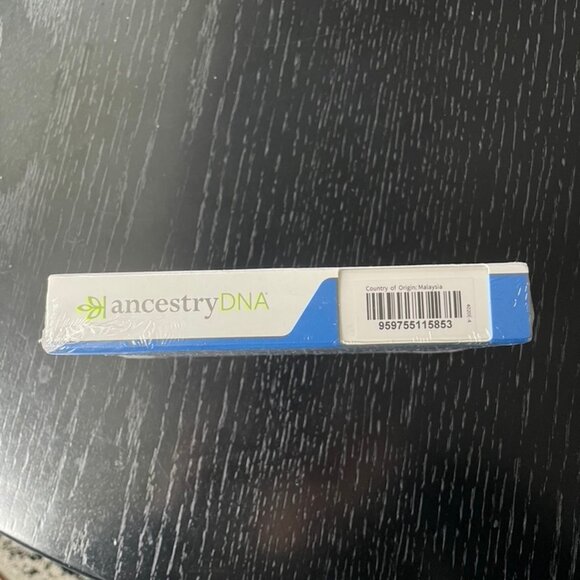 ancestryDNA
Country of Origin: Malaysia
959755115853